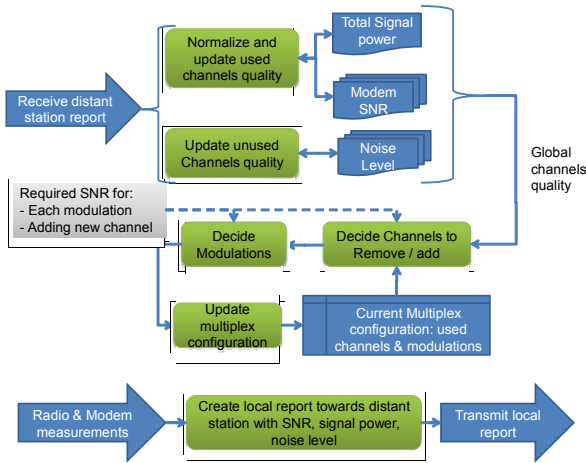 Total Signal
power
Normalize and
update used
channels quality
Receive distant
station report
Modem
SNR
Update unused
Channels quality
Noise
Level
Global
channels
quality
Required SNR for:
- Each modulation
- Adding new channel
Decide
Modulations
Decide Channels to
Remove / add
Update
multiplex
configuration
Current Multiplex
configuration: used
channels & modulations
Radio & Modem
measurements
Create local report towards distant
station with SNR, signal power,
noise level
Transmit local
report